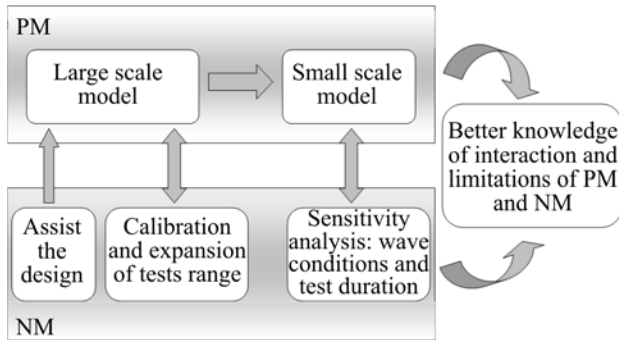 PM
Large scale
model
Small scale
model
Better knowledge
of interaction and
limitations of PM
and NM
Assist
the
design
Calibration
and expansion
of tests range
Sensitivity
analysis: wave
conditions and
test duration
NM